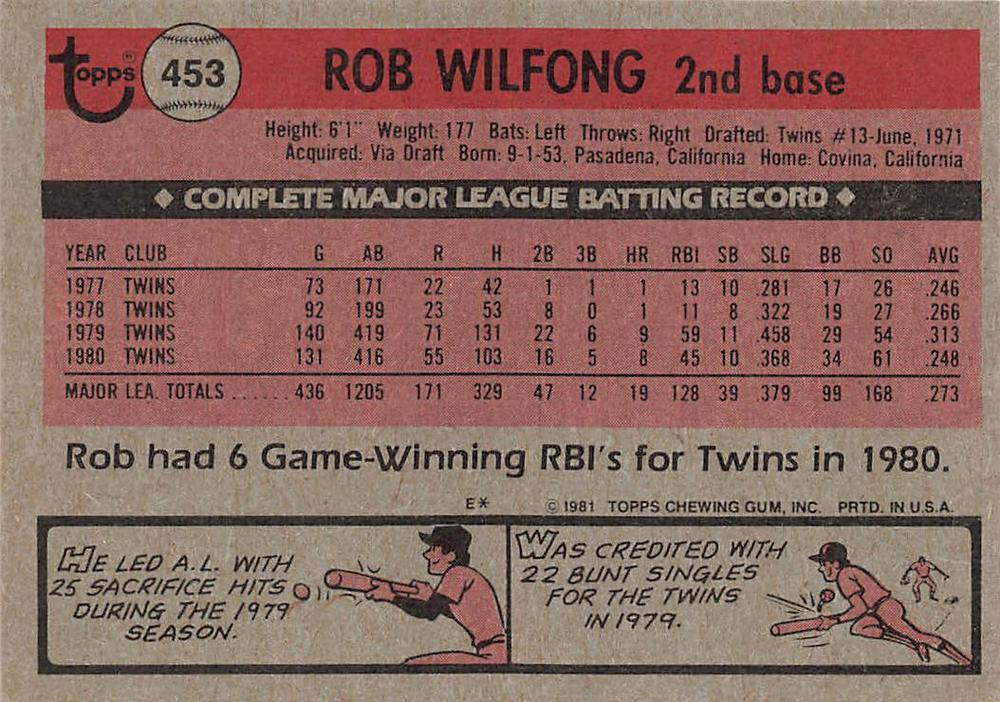 topps® 453 ROB WILFONG 2nd base
Height: 6'1" Weight: 177 Bats: Left Throws: Right Drafted: Twins #13-June, 1971
Acquired: Via Draft Born: 9-1-53, Pasadena, California Home: Covina, California
◆ COMPLETE MAJOR LEAGUE BATTING RECORD ◆
YEAR CLUB G AB R H 2B 3B HR RBI SB SLG BB SO AVG
1977 TWINS 73 171 22 42 1 1 1 13 10 .281 17 26 .246
1978 TWINS 92 199 23 53 8 0 1 11 8 .322 19 27 .266
1979 TWINS 140 419 71 131 22 6 9 59 11 .458 29 54 .313
1980 TWINS 131 416 55 103 16 5 8 45 10 .368 34 61 .248
MAJOR LEA. TOTALS ...... 436 1205 171 329 47 12 19 128 39 .379 99 168 .273
Rob had 6 Game-Winning RBI's for Twins in 1980.
E* © 1981 TOPPS CHEWING GUM, INC. PRTD. IN U.S.A.
HE LED A.L. WITH
25 SACRIFICE HITS
DURING THE 1979
SEASON.
WAS CREDITED WITH
22 BUNT SINGLES
FOR THE TWINS
IN 1979.